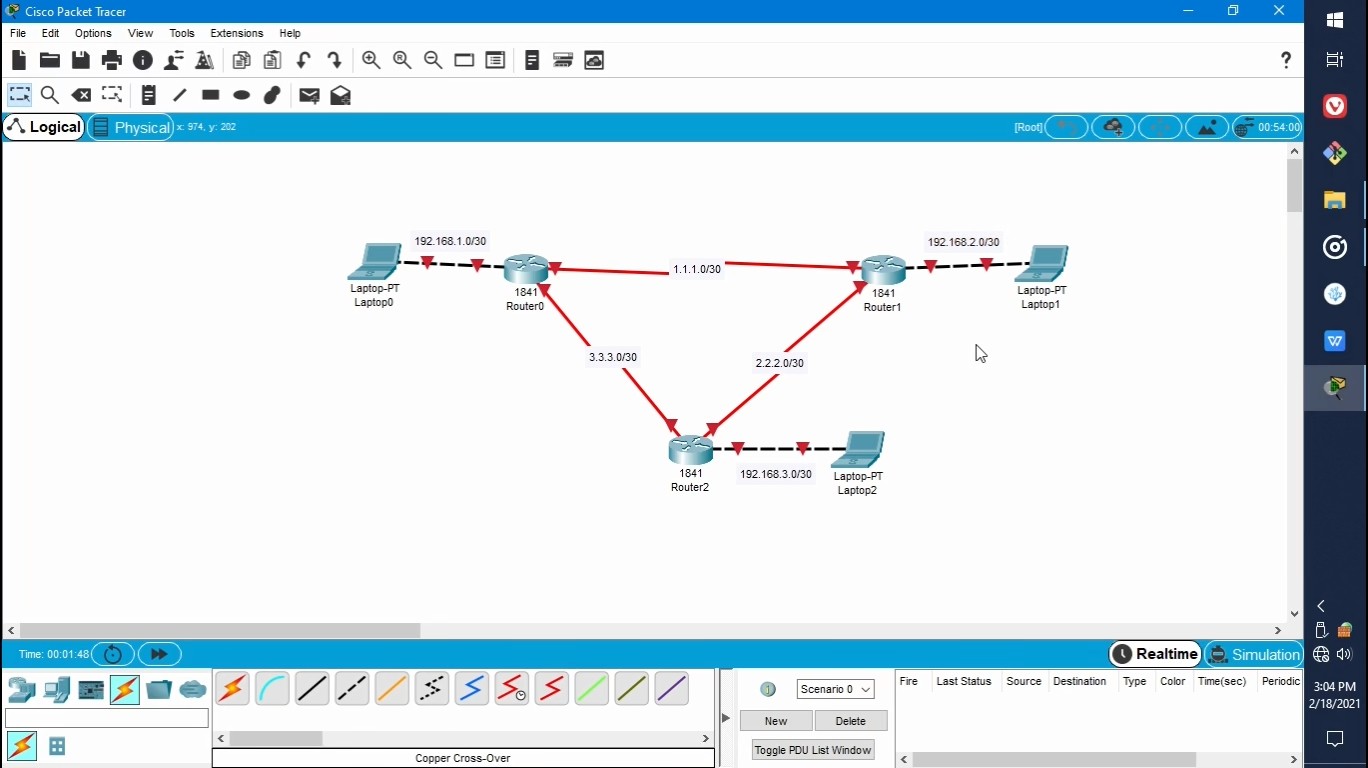 Cisco Packet Tracer
File Edit Options View Tools Extensions Help
?
Logical Physical x: 974, y: 202 [Root] 00:54:00
192.168.1.0/30 192.168.2.0/30
1.1.1.0/30
Laptop-PT
Laptop0
1841
Router0
1841
Router1
Laptop-PT
Laptop1
3.3.3.0/30 2.2.2.0/30
1841
Router2
192.168.3.0/30
Laptop-PT
Laptop2
Time: 00:01:48 Realtime Simulation
Scenario 0
New Delete
Toggle PDU List Window
Fire Last Status Source Destination Type Color Time(sec) Periodic
Copper Cross-Over
3:04 PM
2/18/2021